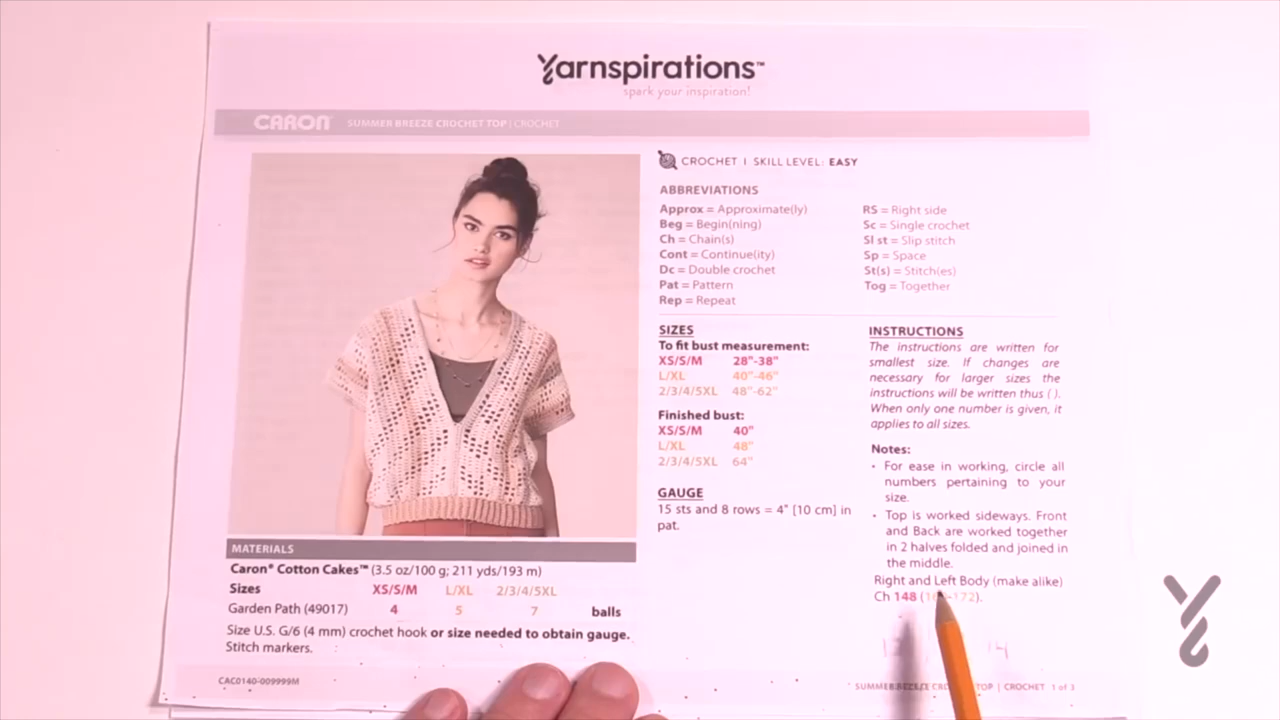 Yarnspirations™
spark your inspiration!
CARON® SUMMER BREEZE CROCHET TOP | CROCHET
CROCHET I SKILL LEVEL: EASY
ABBREVIATIONS
Approx = Approximate(ly)
Beg = Begin(ning)
Ch = Chain(s)
Cont = Continue(ity)
Dc = Double crochet
Pat = Pattern
Rep = Repeat
RS = Right side
Sc = Single crochet
Sl st = Slip stitch
Sp = Space
St(s) = Stitch(es)
Tog = Together
SIZES
To fit bust measurement:
XS/S/M 28"-38"
L/XL 40"-46"
2/3/4/5XL 48"-62"
Finished bust:
XS/S/M 40"
L/XL 48"
2/3/4/5XL 64"
GAUGE
15 sts and 8 rows = 4" [10 cm] in
pat.
INSTRUCTIONS
The instructions are written for
smallest size. If changes are
necessary for larger sizes the
instructions will be written thus ( ).
When only one number is given, it
applies to all sizes.
Notes:
• For ease in working, circle all
numbers pertaining to your
size.
• Top is worked sideways. Front
and Back are worked together
in 2 halves folded and joined in
the middle.
Right and Left Body (make alike)
Ch 148
MATERIALS
Caron® Cotton Cakes™ (3.5 oz/100 g; 211 yds/193 m)
Sizes XS/S/M L/XL 2/3/4/5XL
Garden Path (49017) 4 5 7 balls
Size U.S. G/6 (4 mm) crochet hook or size needed to obtain gauge.
Stitch markers.
CAC0140-009999M
SUMMER BREEZE TOP | CROCHET 1 of 3